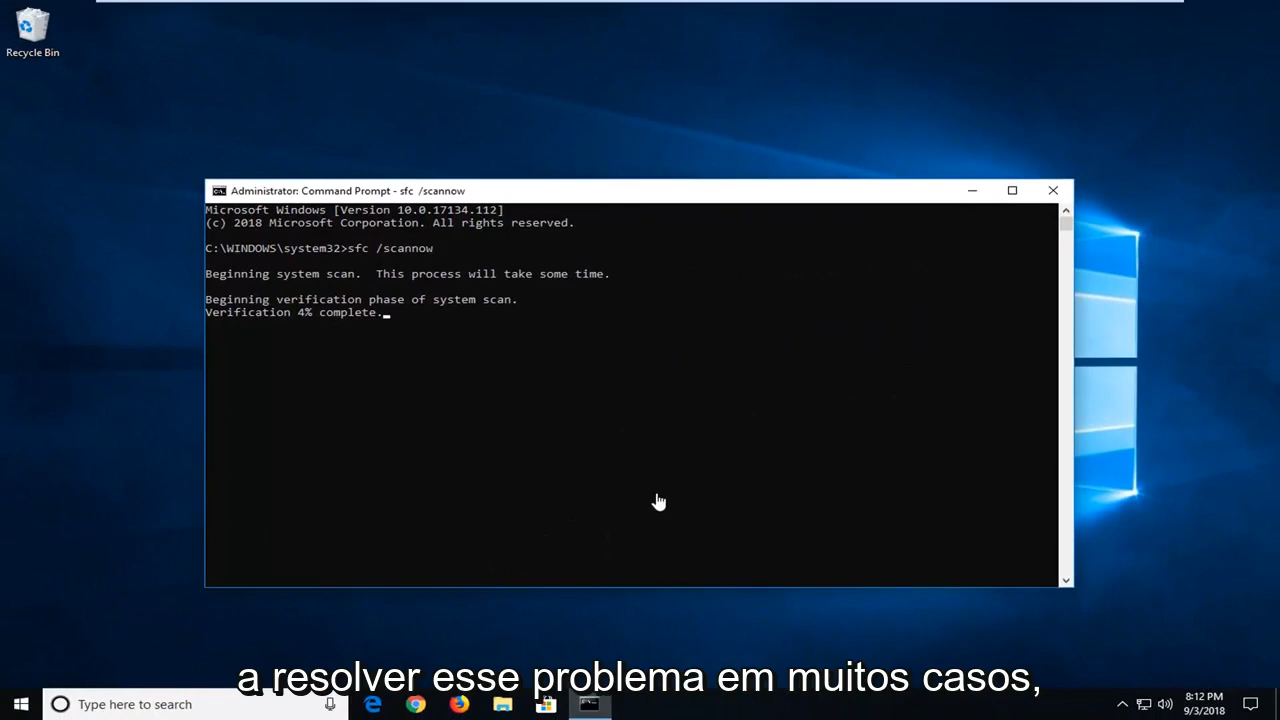 Recycle Bin
Administrator: Command Prompt - sfc  /scannow
Microsoft Windows [Version 10.0.17134.112]
(c) 2018 Microsoft Corporation. All rights reserved.
C:\WINDOWS\system32>sfc /scannow
Beginning system scan.  This process will take some time.
Beginning verification phase of system scan.
Verification 4% complete.
a resolver esse problema em muitos casos,
Type here to search
8:12 PM
9/3/2018